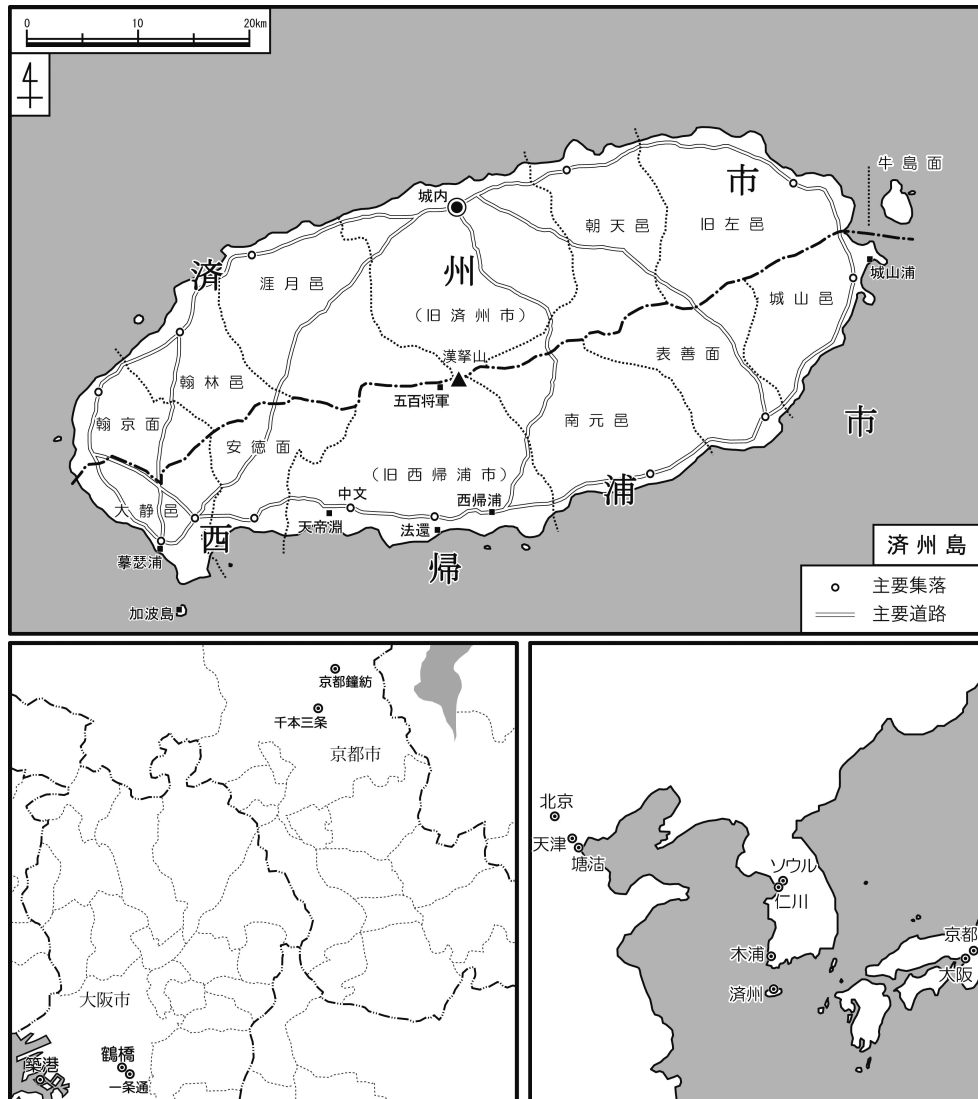 0 10 20km
4
牛島面
市
城内
朝天邑
旧左邑
済
涯月邑
州
城山浦
城山邑
(旧済州市)
表善面
漢拏山
翰林邑
五百将軍
翰京面
南元邑
市
安徳面
(旧西帰浦市)
浦
大静邑
中文
西帰浦
天帝淵
法還
西
帰
摹瑟浦
加波島
済州島
主要集落
主要道路
京都鐘紡
千本三条
京都市
大阪市
鶴橋
築港
一条通
北京
天津
塘沽
ソウル
仁川
木浦
済州
京都
大阪